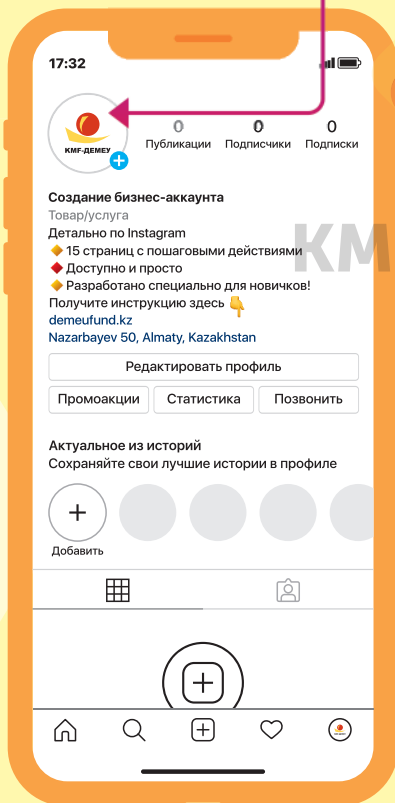 17:32
КМF-ДЕМЕУ
0 0 0
Публикации Подписчики Подписки
Создание бизнес-аккаунта
Товар/услуга
Детально по Instagram
15 страниц с пошаговыми действиями
Доступно и просто
Разработано специально для новичков!
Получите инструкцию здесь 👇
demeufund.kz
Nazarbayev 50, Almaty, Kazakhstan
KM
Редактировать профиль
Промоакции Статистика Позвонить
Актуальное из историй
Сохраняйте свои лучшие истории в профиле
Добавить